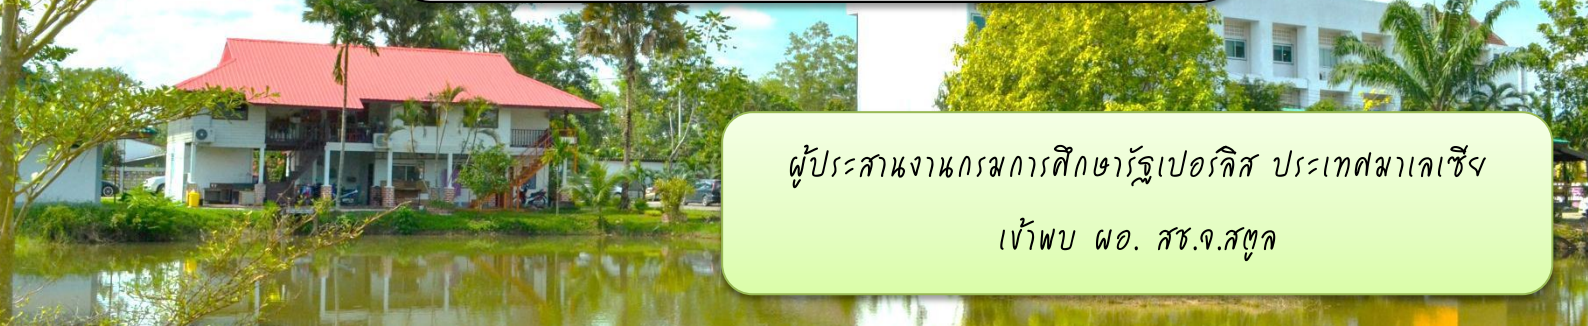 ผู้ประสานงานกรมการศึกษารัฐเปอร์ลิส ประเทศมาเลเซีย
เข้าพบ ผอ. สช.จ.สตูล